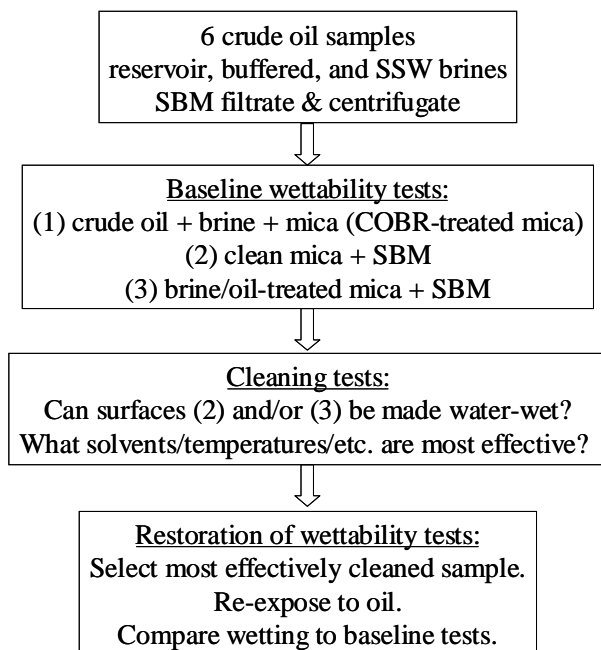 6 crude oil samples
reservoir, buffered, and SSW brines
SBM filtrate & centrifugate
Baseline wettability tests:
(1) crude oil + brine + mica (COBR-treated mica)
(2) clean mica + SBM
(3) brine/oil-treated mica + SBM
Cleaning tests:
Can surfaces (2) and/or (3) be made water-wet?
What solvents/temperatures/etc. are most effective?
Restoration of wettability tests:
Select most effectively cleaned sample.
Re-expose to oil.
Compare wetting to baseline tests.